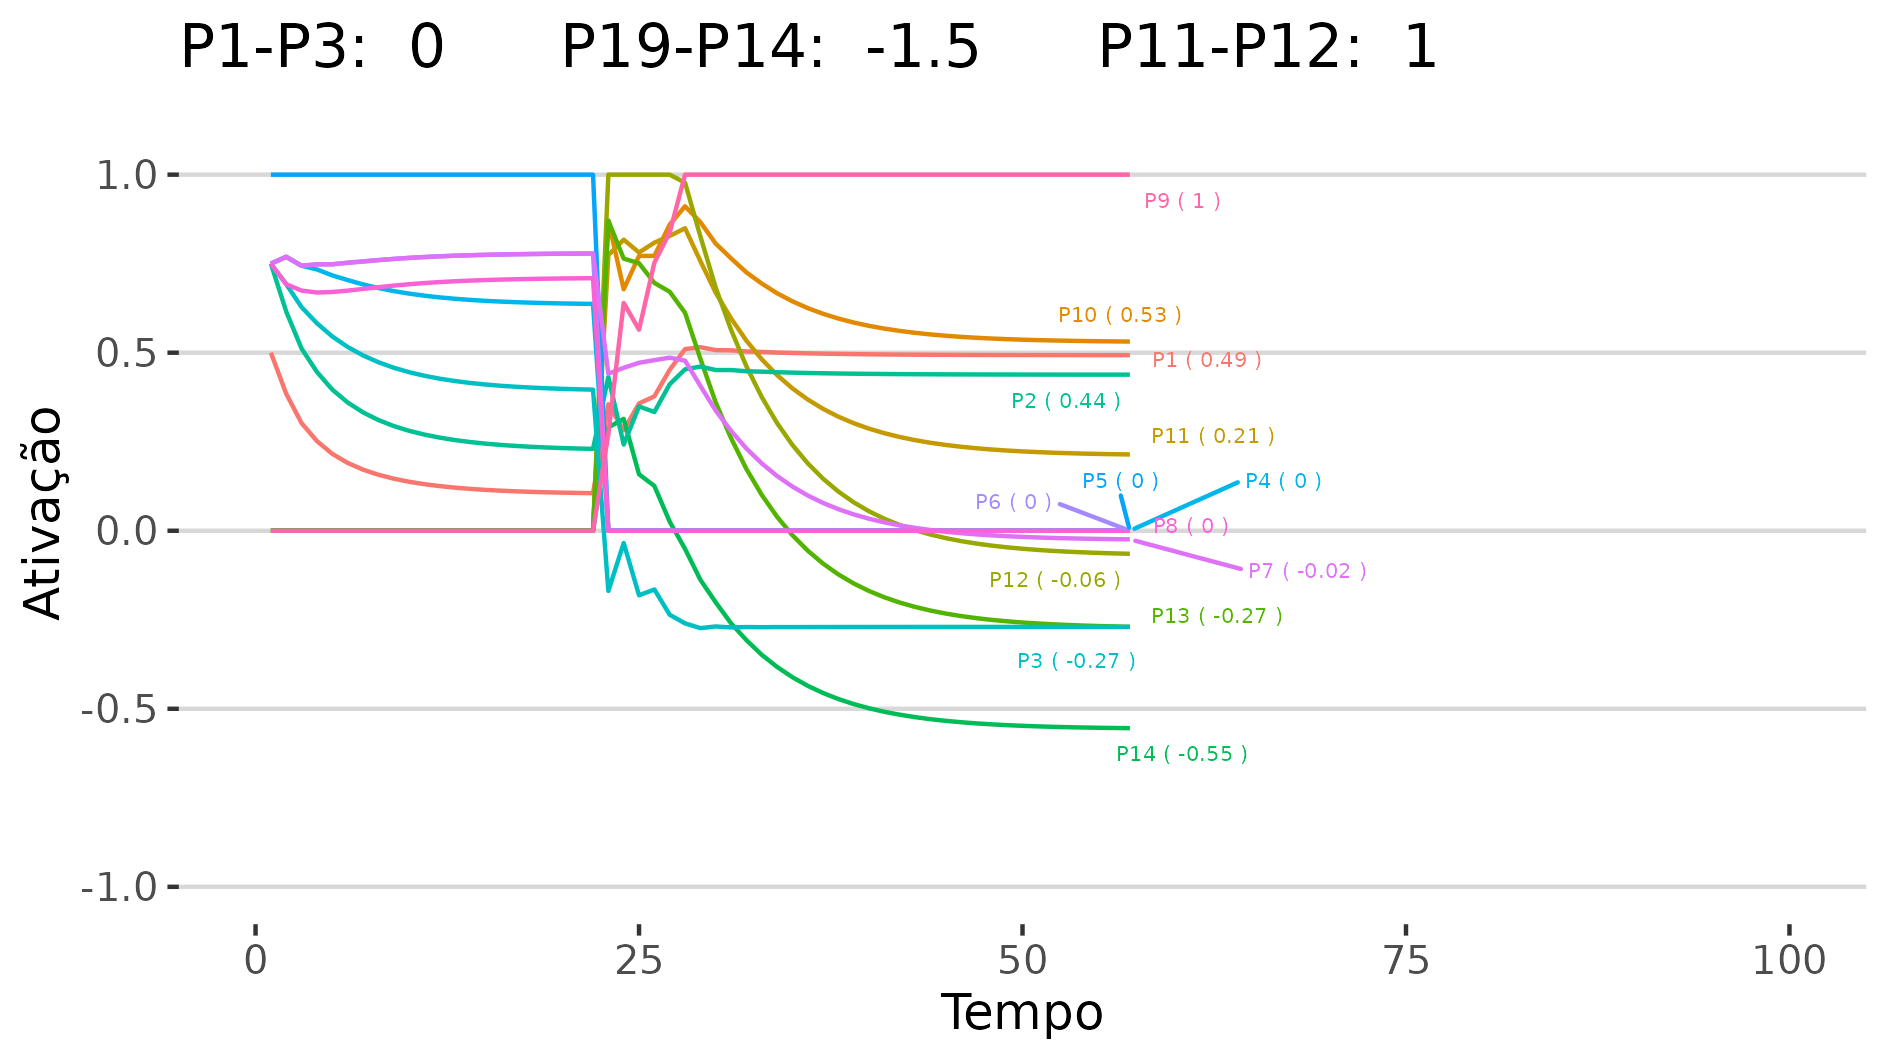 P1-P3:  0      P19-P14:  -1.5      P11-P12:  1
1.0
P9 ( 1 )
P10 ( 0.53 )
0.5
P1 ( 0.49 )
P2 ( 0.44 )
P11 ( 0.21 )
P5 ( 0 )
P4 ( 0 )
P6 ( 0 )
0.0
P8 ( 0 )
P7 ( -0.02 )
P12 ( -0.06 )
P13 ( -0.27 )
P3 ( -0.27 )
-0.5
P14 ( -0.55 )
-1.0
Ativação
0 25 50 75 100
Tempo